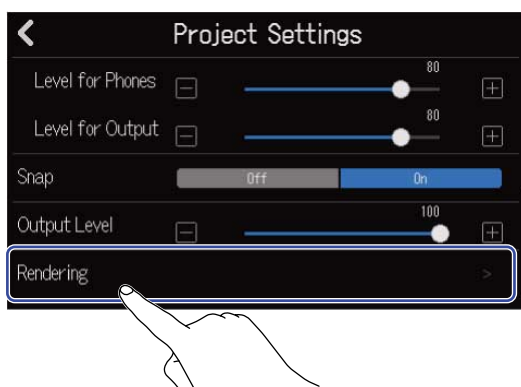 Project Settings
Level for Phones
80
Level for Output
80
Snap
Off
On
Output Level
100
Rendering